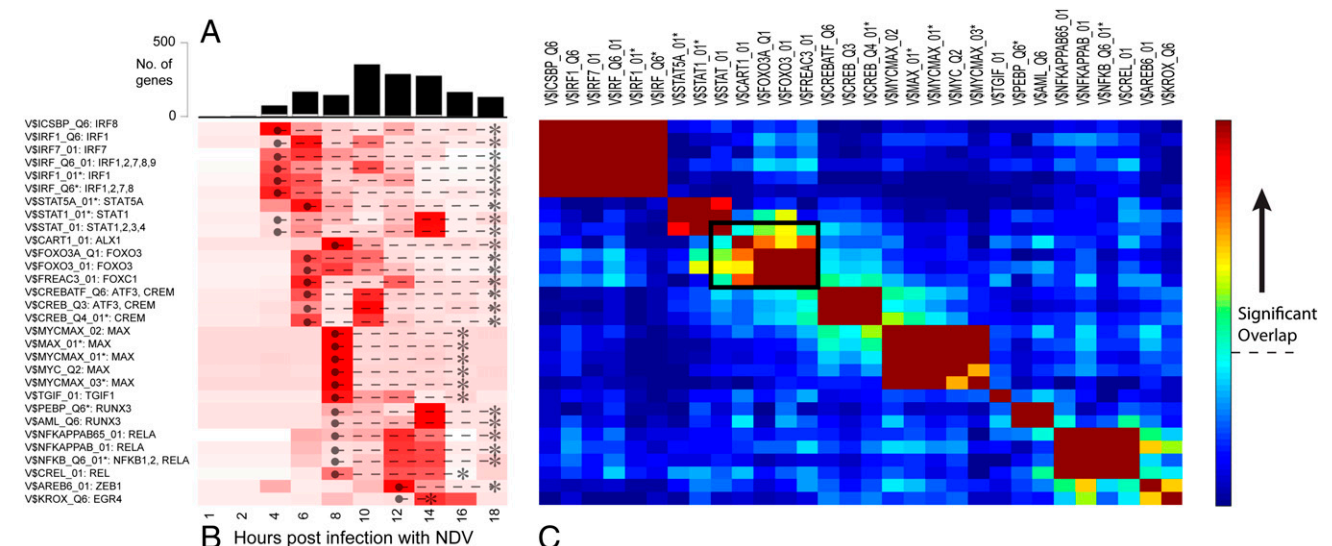 A
500
No. of
genes
0
V$ICSBP_Q6: IRF8
V$IRF1_Q6: IRF1
V$IRF7_01: IRF7
V$IRF_Q6_01: IRF1,2,7,8,9
V$IRF1_01*: IRF1
V$IRF_Q6*: IRF1,2,7,8
V$STAT5A_01*: STAT5A
V$STAT1_01*: STAT1
V$STAT_01: STAT1,2,3,4
V$CART1_01: ALX1
V$FOXO3A_Q1: FOXO3
V$FOXO3_01: FOXO3
V$FREAC3_01: FOXC1
V$CREBATF_Q6: ATF3, CREM
V$CREB_Q3: ATF3, CREM
V$CREB_Q4_01*: CREM
V$MYCMAX_02: MAX
V$MAX_01*: MAX
V$MYCMAX_01*: MAX
V$MYC_Q2: MAX
V$MYCMAX_03*: MAX
V$TGIF_01: TGIF1
V$PEBP_Q6*: RUNX3
V$AML_Q6: RUNX3
V$NFKAPPAB65_01: RELA
V$NFKAPPAB_01: RELA
V$NFKB_Q6_01*: NFKB1,2, RELA
V$CREL_01: REL
V$AREB6_01: ZEB1
V$KROX_Q6: EGR4
1 2 4 6 8 10 12 14 16 18
B Hours post infection with NDV
V$ICSBP_Q6
V$IRF1_Q6
V$IRF7_01
V$IRF_Q6_01
V$IRF1_01*
V$IRF_Q6*
V$STAT5A_01*
V$STAT1_01*
V$STAT_01
V$CART1_01
V$FOXO3A_Q1
V$FOXO3_01
V$FREAC3_01
V$CREBATF_Q6
V$CREB_Q3
V$CREB_Q4_01*
V$MYCMAX_02
V$MAX_01*
V$MYCMAX_01*
V$MYC_Q2
V$MYCMAX_03*
V$TGIF_01
V$PEBP_Q6*
V$AML_Q6
V$NFKAPPAB65_01
V$NFKAPPAB_01
V$NFKB_Q6_01*
V$CREL_01
V$AREB6_01
V$KROX_Q6
Significant
Overlap
C